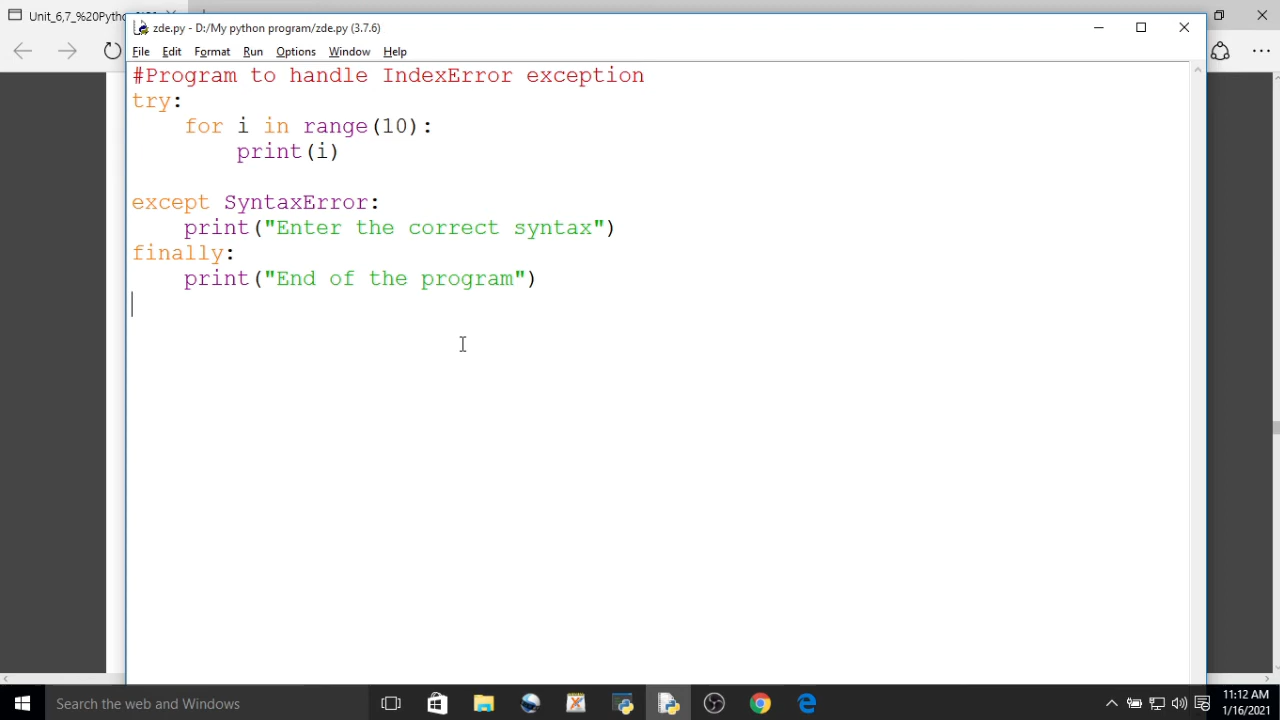 Unit_6,7_%20Pyth
zde.py - D:/My python program/zde.py (3.7.6)
File Edit Format Run Options Window Help
#Program to handle IndexError exception
try:
    for i in range(10):
        print(i)
except SyntaxError:
    print("Enter the correct syntax")
finally:
    print("End of the program")
Search the web and Windows
11:12 AM
1/16/2021